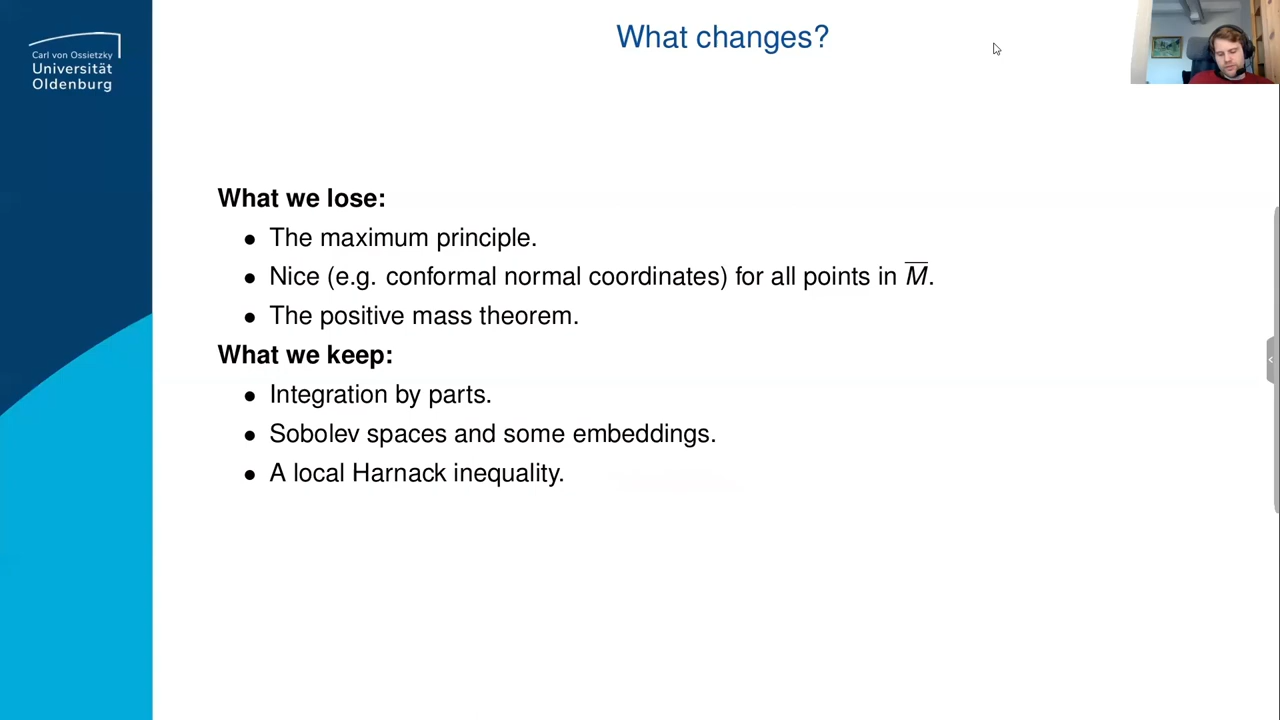 Carl von Ossietzky
Universität
Oldenburg
What changes?
What we lose:
• The maximum principle.
• Nice (e.g. conformal normal coordinates) for all points in M̅.
• The positive mass theorem.
What we keep:
• Integration by parts.
• Sobolev spaces and some embeddings.
• A local Harnack inequality.